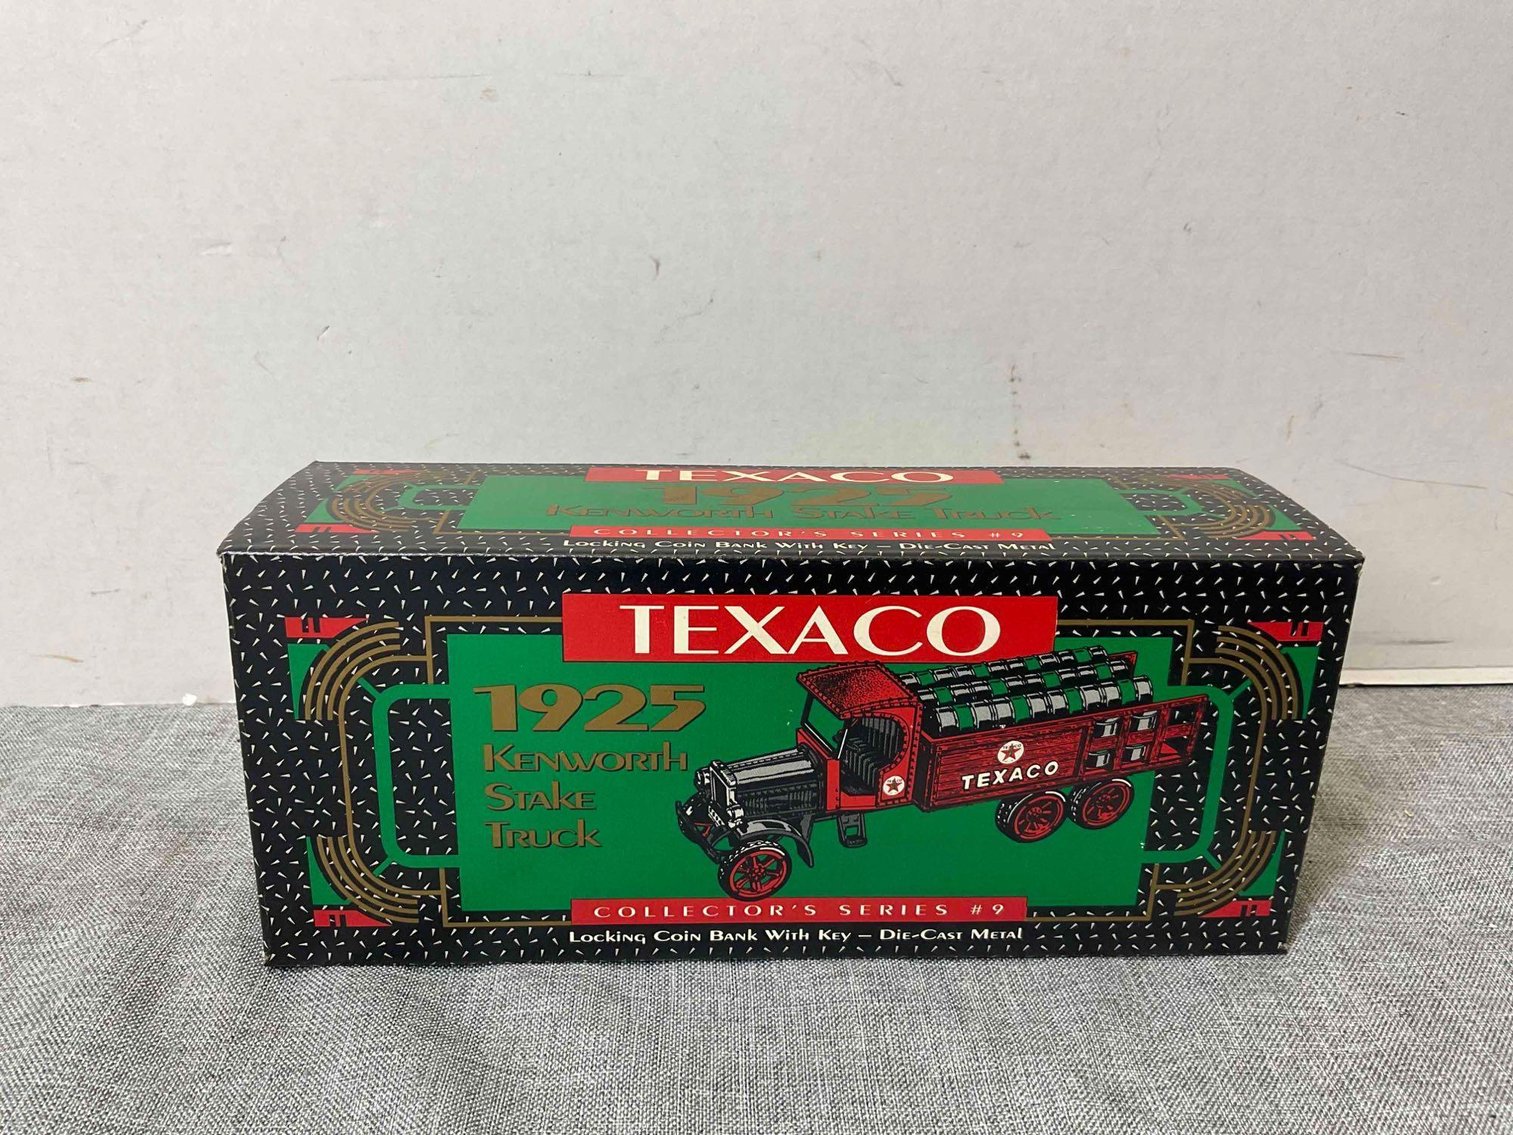 TEXACO
1925
Kenworth Stake Truck
COLLECTOR'S SERIES #9
Locking Coin Bank With Key – Die-Cast Metal
TEXACO
1925
Kenworth
Stake
Truck
TEXACO
COLLECTOR'S SERIES #9
Locking Coin Bank With Key – Die-Cast Metal